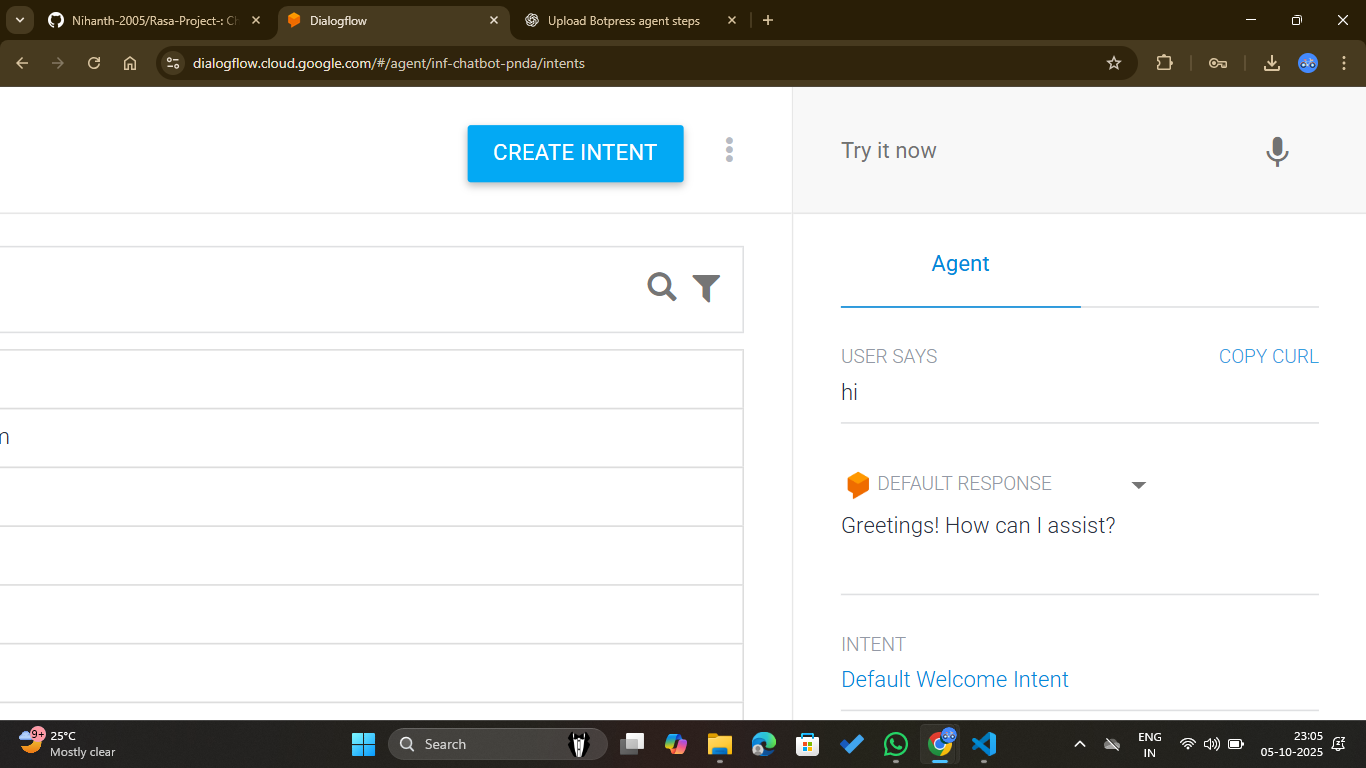 Nihanth-2005/Rasa-Project-: Ch
Dialogflow
Upload Botpress agent steps
dialogflow.cloud.google.com/#/agent/inf-chatbot-pnda/intents
CREATE INTENT
Try it now
Agent
USER SAYS
COPY CURL
hi
m
DEFAULT RESPONSE
Greetings! How can I assist?
INTENT
Default Welcome Intent
9+
25°C
Mostly clear
Search
ENG
IN
23:05
05-10-2025